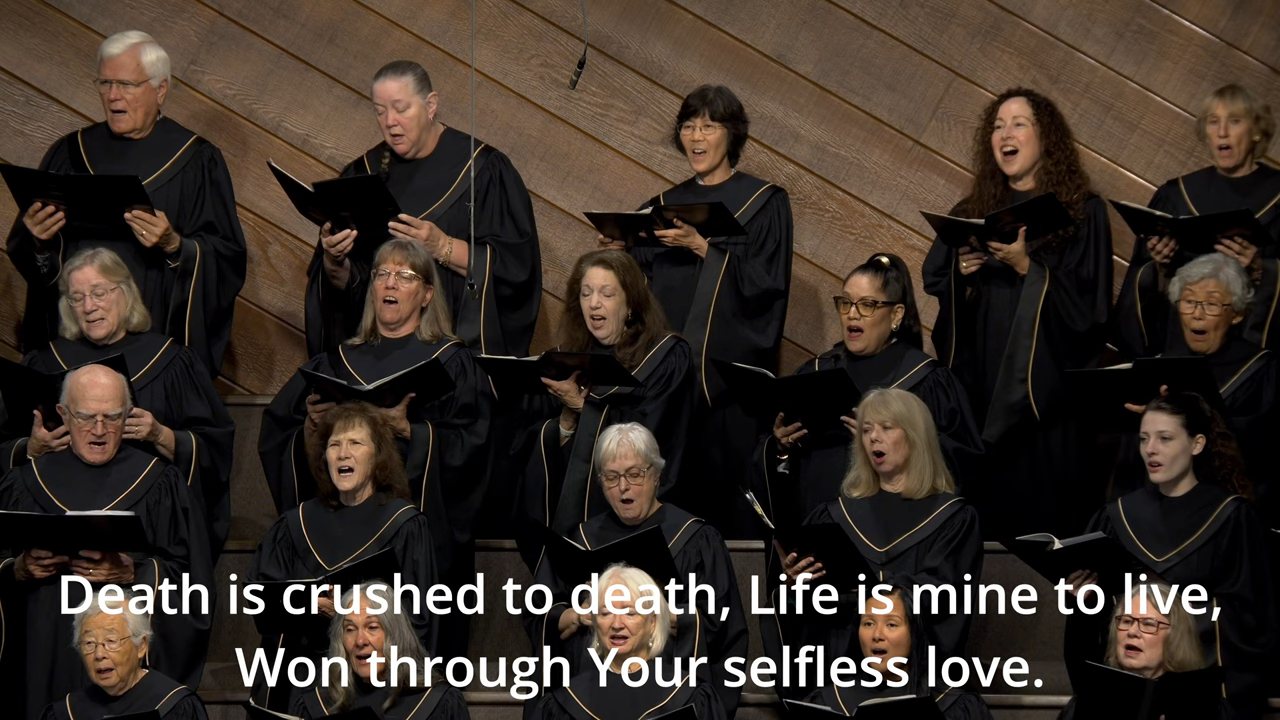 Death is crushed to death, Life is mine to live,
Won through Your selfless love.